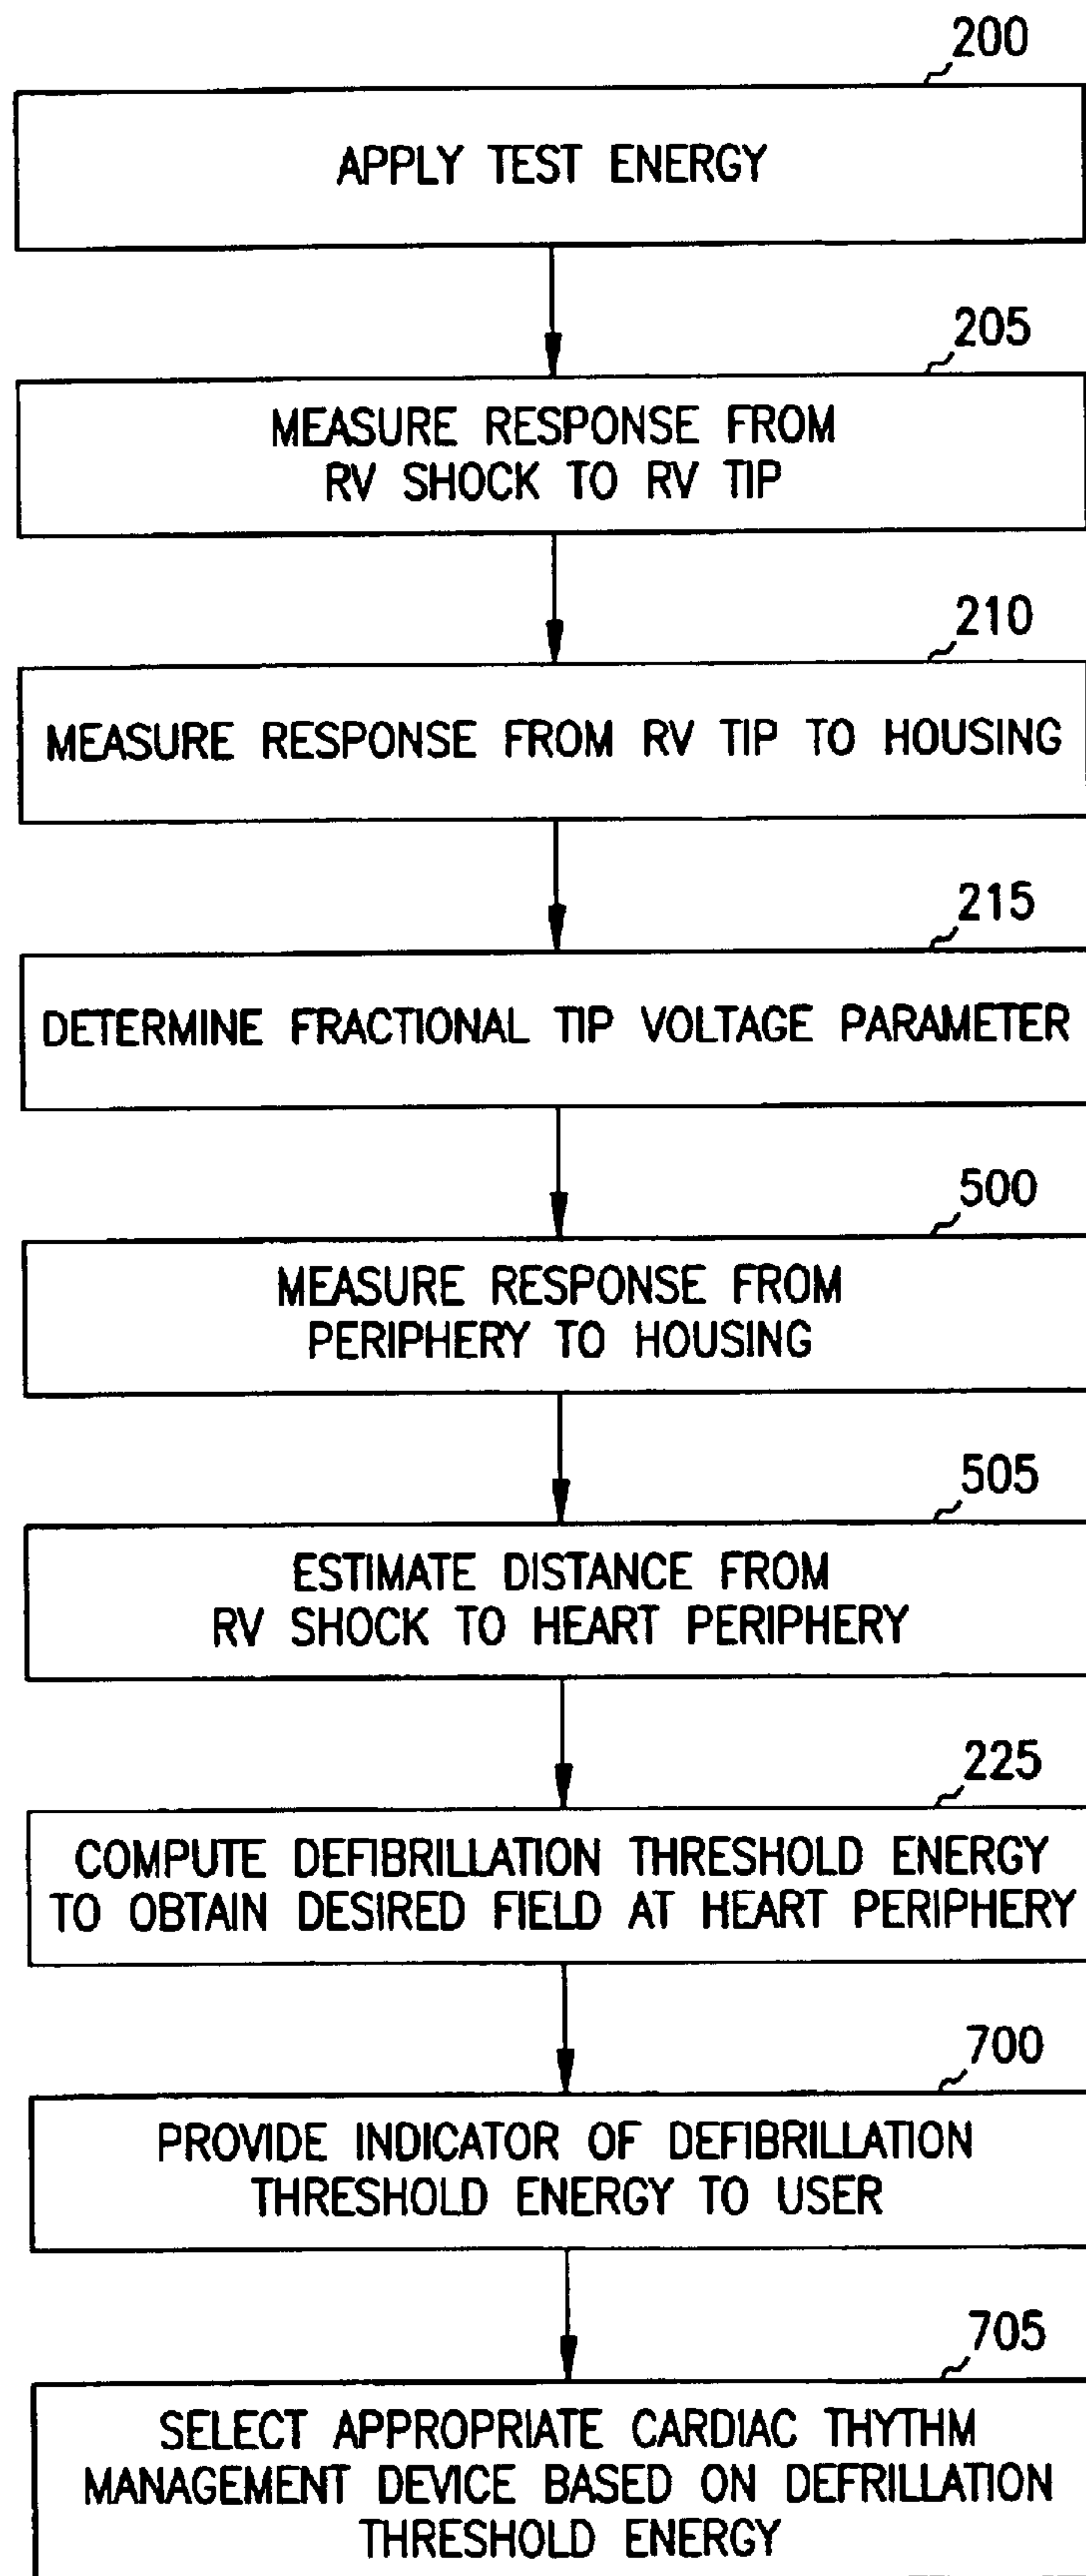 200
APPLY TEST ENERGY
205
MEASURE RESPONSE FROM
RV SHOCK TO RV TIP
210
MEASURE RESPONSE FROM RV TIP TO HOUSING
215
DETERMINE FRACTIONAL TIP VOLTAGE PARAMETER
500
MEASURE RESPONSE FROM
PERIPHERY TO HOUSING
505
ESTIMATE DISTANCE FROM
RV SHOCK TO HEART PERIPHERY
225
COMPUTE DEFIBRILLATION THRESHOLD ENERGY
TO OBTAIN DESIRED FIELD AT HEART PERIPHERY
700
PROVIDE INDICATOR OF DEFIBRILLATION
THRESHOLD ENERGY TO USER
705
SELECT APPROPRIATE CARDIAC THYTHM
MANAGEMENT DEVICE BASED ON DEFRILLATION
THRESHOLD ENERGY